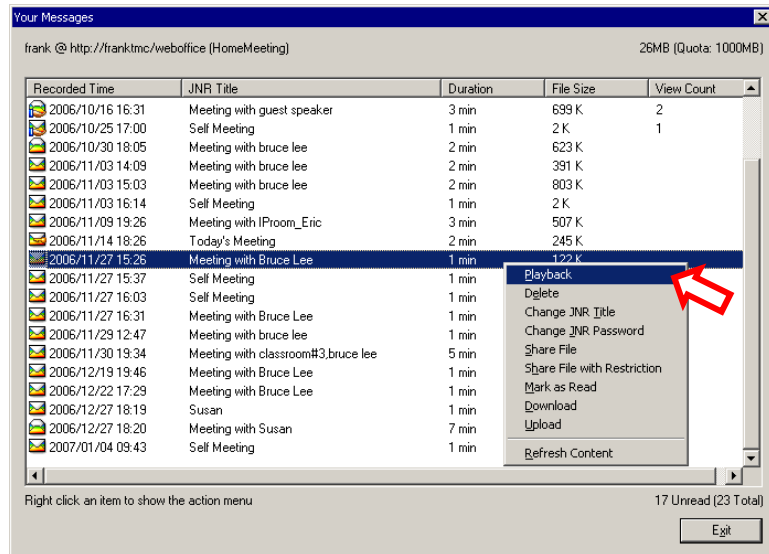 Your Messages
frank @ http://franktmc/weboffice (HomeMeeting) 26MB (Quota: 1000MB)
Recorded Time JNR Title Duration File Size View Count
2006/10/16 16:31 Meeting with guest speaker 3 min 699 K 2
2006/10/25 17:00 Self Meeting 1 min 2 K 1
2006/10/30 18:05 Meeting with bruce lee 2 min 623 K
2006/11/03 14:09 Meeting with bruce lee 2 min 391 K
2006/11/03 15:03 Meeting with bruce lee 2 min 803 K
2006/11/03 16:14 Self Meeting 1 min 2 K
2006/11/09 19:26 Meeting with IProom_Eric 3 min 507 K
2006/11/14 18:26 Today's Meeting 2 min 245 K
2006/11/27 15:26 Meeting with Bruce Lee 1 min 122 K
2006/11/27 15:37 Self Meeting 1 min
2006/11/27 16:03 Self Meeting 1 min
2006/11/27 16:31 Meeting with Bruce Lee 1 min
2006/11/29 12:47 Meeting with bruce lee 1 min
2006/11/30 19:34 Meeting with classroom#3,bruce lee 5 min
2006/12/19 19:46 Meeting with Bruce Lee 1 min
2006/12/22 17:29 Meeting with Bruce Lee 1 min
2006/12/27 18:19 Susan 1 min
2006/12/27 18:20 Meeting with Susan 7 min
2007/01/04 09:43 Self Meeting 1 min
Playback
Delete
Change JNR Title
Change JNR Password
Share File
Share File with Restriction
Mark as Read
Download
Upload
Refresh Content
Right click an item to show the action menu 17 Unread (23 Total)
Exit